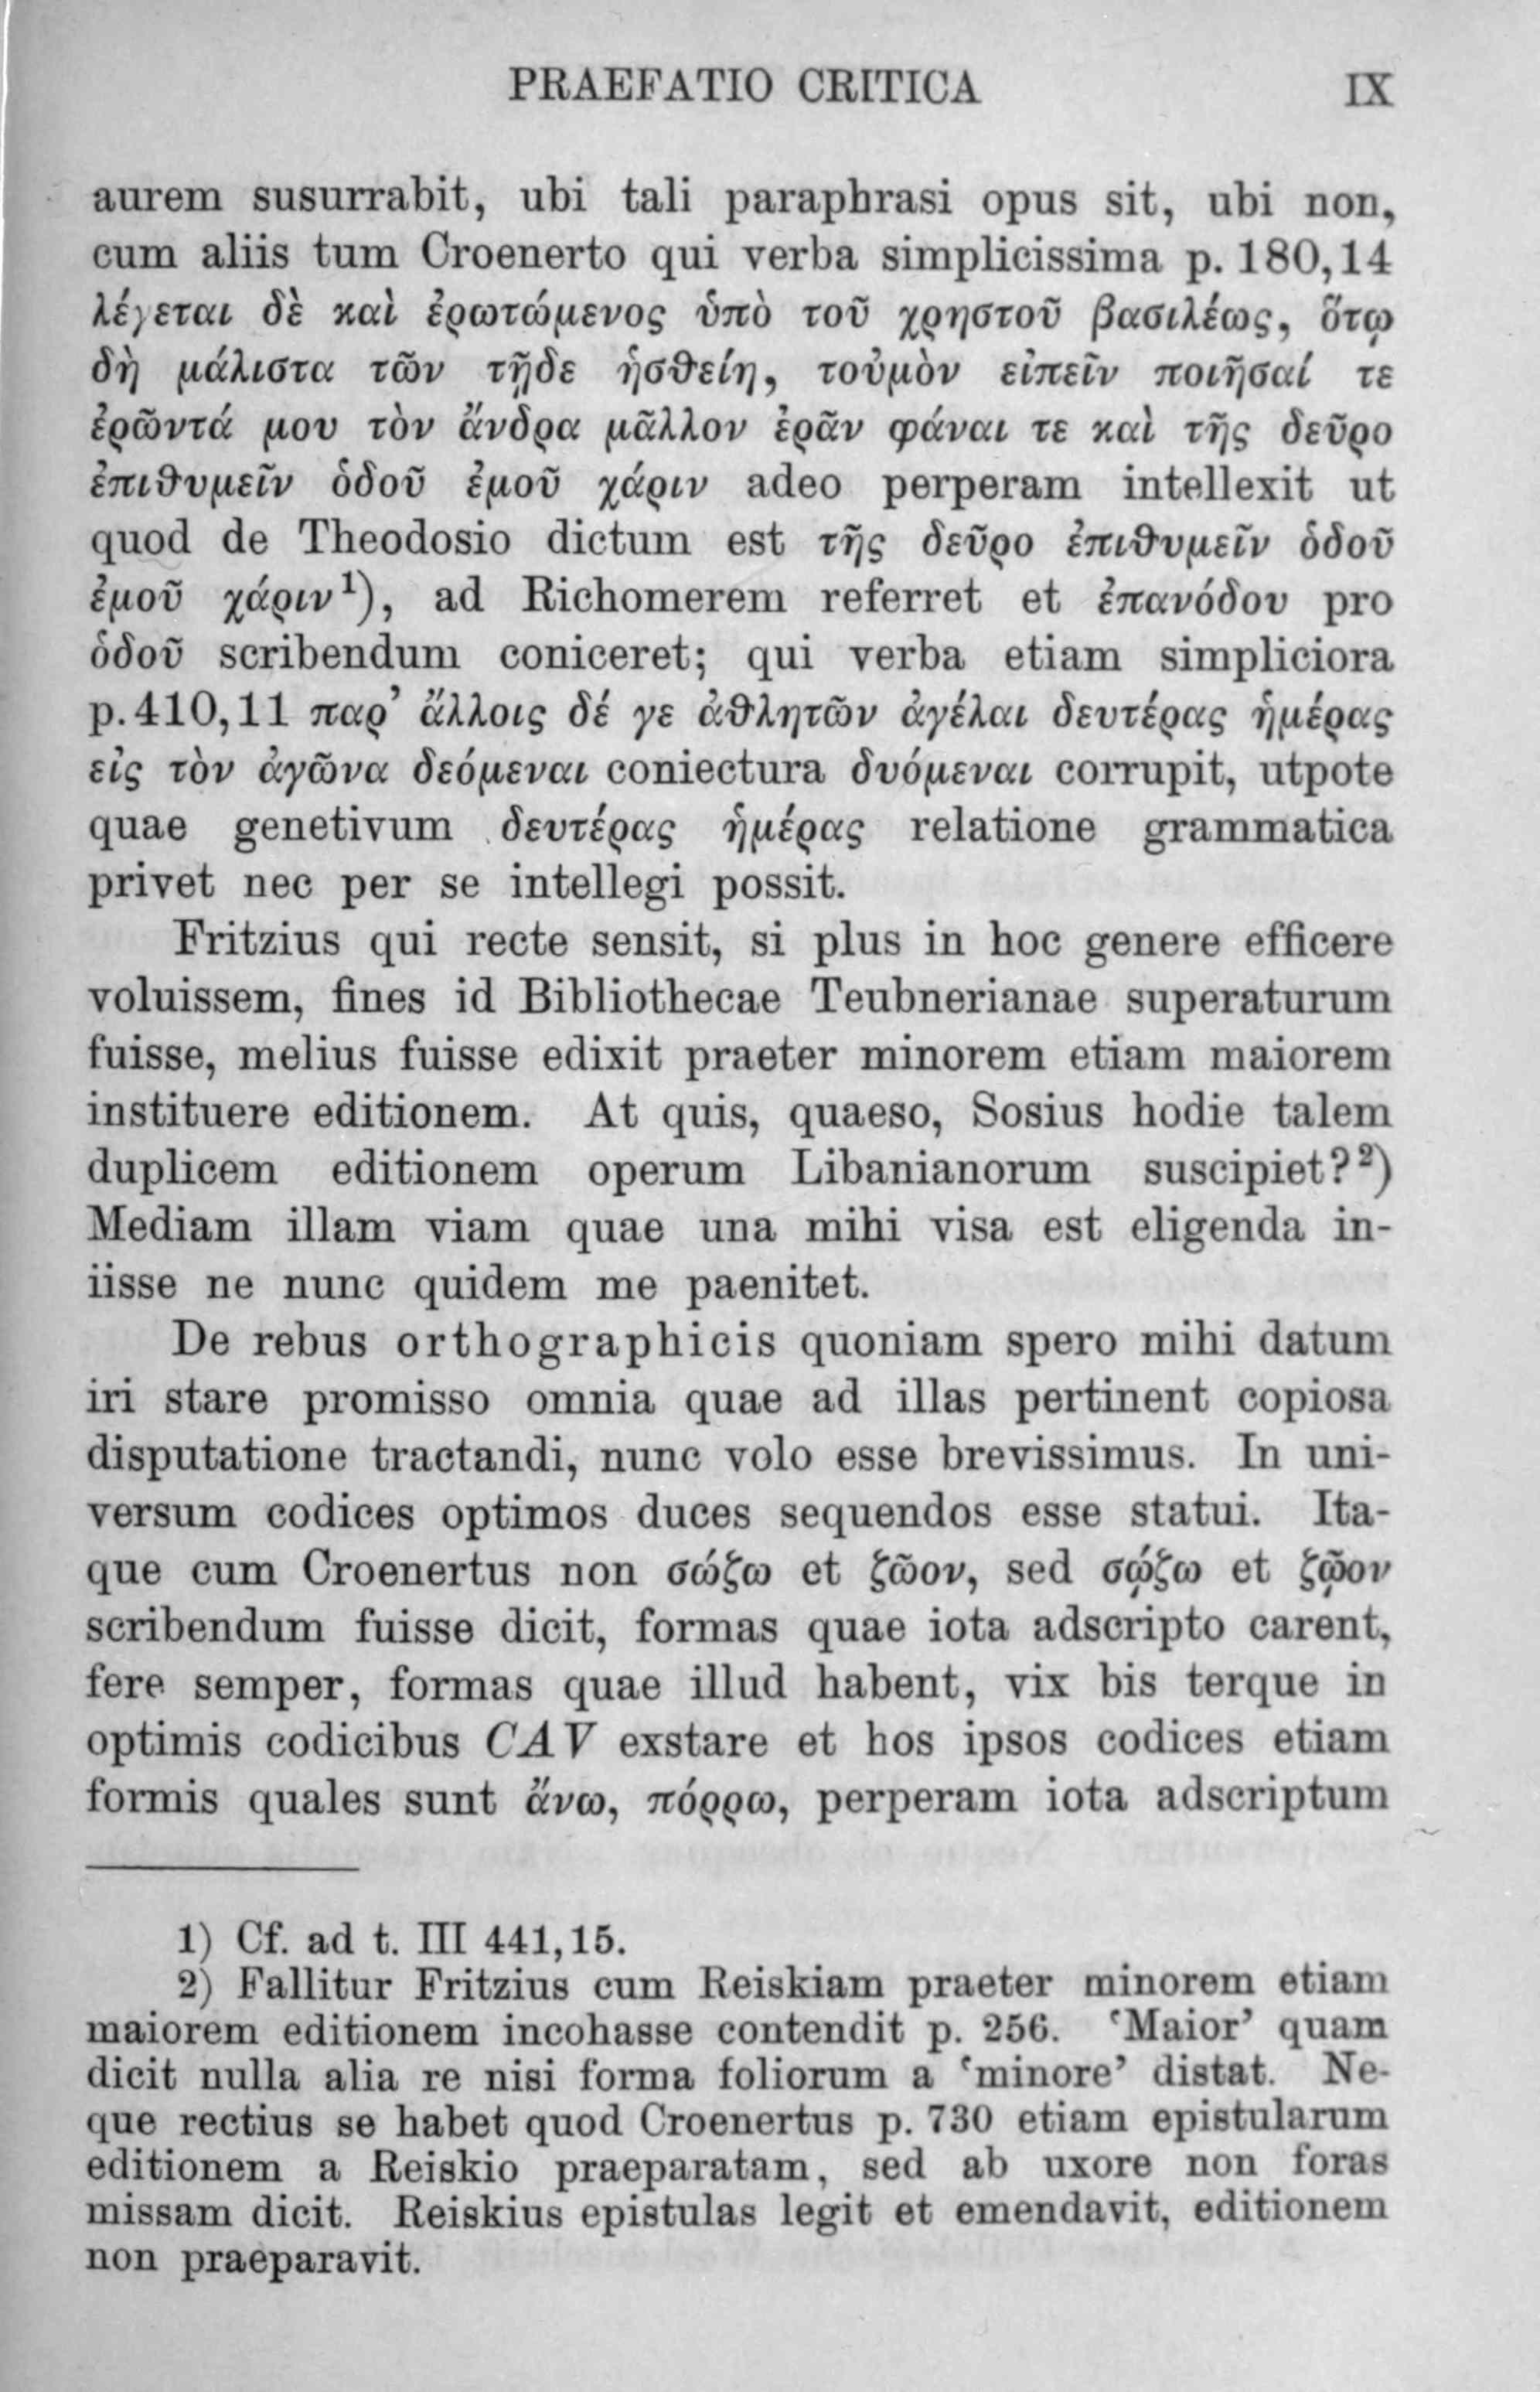 PRAEFATIO CRITICA IX
aurem susurrabit, ubi tali paraphrasi opus sit, ubi non,
cum aliis tum Croenerto qui verba simplicissima p. 180,14
λέγεται δὲ καὶ ἐρωτώμενος ὑπὸ τοῦ χρηστοῦ βασιλέως, ὅτῳ
δὴ μάλιστα τῶν τῇδε ἡσθείη, τοὐμὸν εἰπεῖν ποιῆσαί τε
ἐρῶντά μου τὸν ἄνδρα μᾶλλον ἐρᾶν φάναι τε καὶ τῆς δεῦρο
ἐπιθυμεῖν ὁδοῦ ἐμοῦ χάριν adeo perperam intellexit ut
quod de Theodosio dictum est τῆς δεῦρο ἐπιθυμεῖν ὁδοῦ
ἐμοῦ χάριν¹), ad Richomerem referret et ἐπανόδου pro
ὁδοῦ scribendum coniceret; qui verba etiam simpliciora
p. 410,11 παρ’ ἄλλοις δέ γε ἀθλητῶν ἀγέλαι δευτέρας ἡμέρας
εἰς τὸν ἀγῶνα δεόμεναι coniectura δυόμεναι corrupit, utpote
quae genetivum δευτέρας ἡμέρας relatione grammatica
privet nec per se intellegi possit.
Fritzius qui recte sensit, si plus in hoc genere efficere
voluissem, fines id Bibliothecae Teubnerianae superaturum
fuisse, melius fuisse edixit praeter minorem etiam maiorem
instituere editionem. At quis, quaeso, Sosius hodie talem
duplicem editionem operum Libanianorum suscipiet?²)
Mediam illam viam quae una mihi visa est eligenda in-
iisse ne nunc quidem me paenitet.
De rebus orthographicis quoniam spero mihi datum
iri stare promisso omnia quae ad illas pertinent copiosa
disputatione tractandi, nunc volo esse brevissimus. In uni-
versum codices optimos duces sequendos esse statui. Ita-
que cum Croenertus non σώζω et ζῶον, sed σῴζω et ζῷον
scribendum fuisse dicit, formas quae iota adscripto carent,
fere semper, formas quae illud habent, vix bis terque in
optimis codicibus CAV exstare et hos ipsos codices etiam
formis quales sunt ἄνω, πόρρω, perperam iota adscriptum
1) Cf. ad t. III 441,15.
2) Fallitur Fritzius cum Reiskiam praeter minorem etiam
maiorem editionem incohasse contendit p. 256. ‘Maior’ quam
dicit nulla alia re nisi forma foliorum a ‘minore’ distat. Ne-
que rectius se habet quod Croenertus p. 730 etiam epistularum
editionem a Reiskio praeparatam, sed ab uxore non foras
missam dicit. Reiskius epistulas legit et emendavit, editionem
non praeparavit.